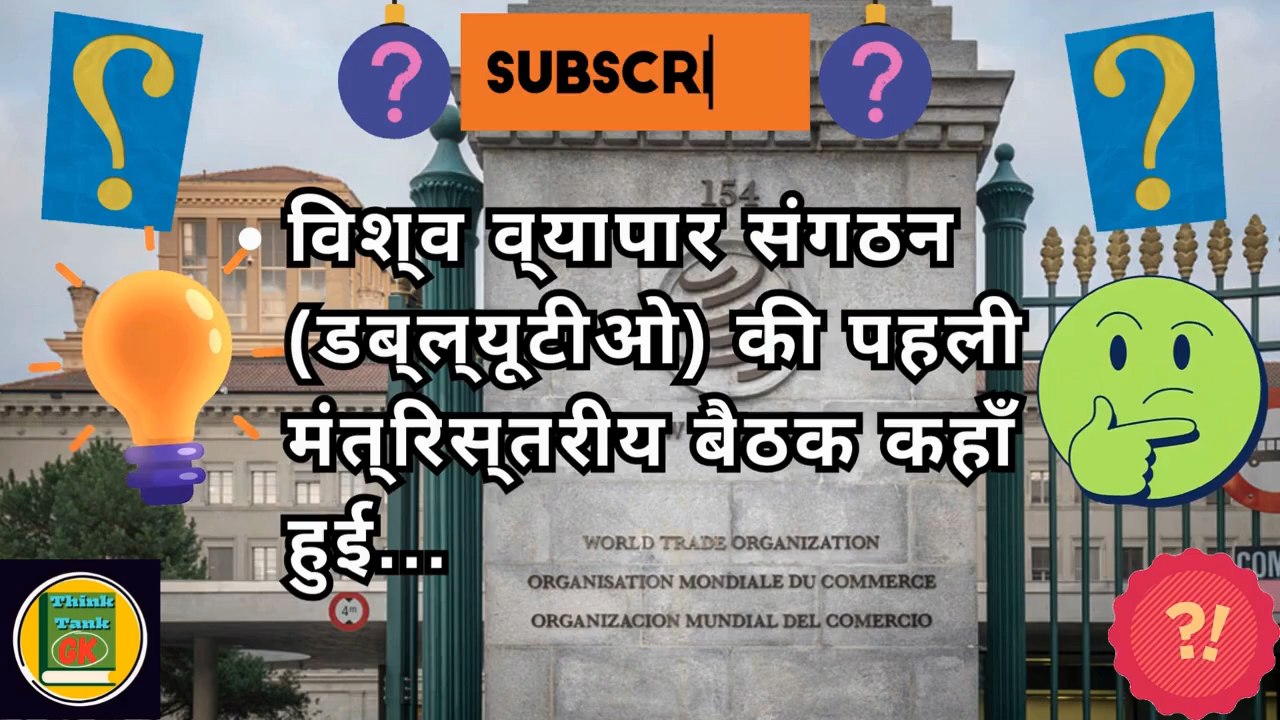 SUBSCRI
154
विश्व व्यापार संगठन
(डब्ल्यूटीओ) की पहली
मंत्रिस्तरीय बैठक कहाँ
हुई...
WORLD TRADE ORGANIZATION
ORGANISATION MONDIALE DU COMMERCE
ORGANIZACION MUNDIAL DEL COMERCIO
4m
COM
Think
Tank
GK
?!